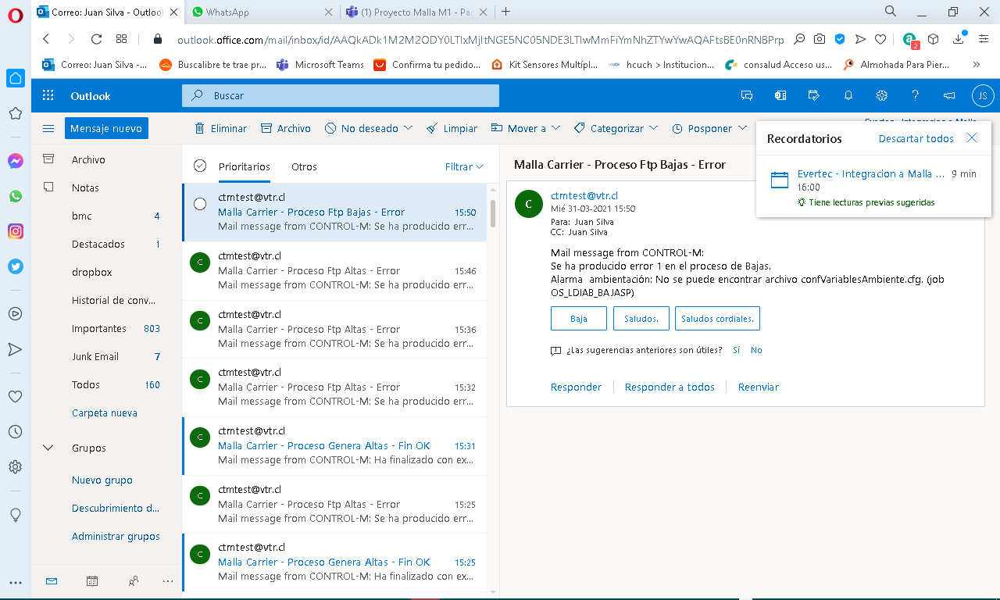 Correo: Juan Silva - Outlook
WhatsApp
(1) Proyecto Malla M1 - Pag
outlook.office.com/mail/inbox/id/AAQkADk1M2M2ODY0LTIxMjItNGE5NC05NDE3LTIwMmFiYmNhZTYwYwAQAFtsBE0nRNBPrp
2
Correo: Juan Silva -...
Buscalibre te trae pr...
Microsoft Teams
Confirma tu pedido...
Kit Sensores Multípl...
hcuch > Institucion...
consalud Acceso us...
Almohada Para Pier...
Outlook
Buscar
JS
Mensaje nuevo
Eliminar
Archivo
No deseado
Limpiar
Mover a
Categorizar
Posponer
Evertec - Integracion a Malla
Recordatorios
Descartar todos
Evertec - Integracion a Malla ...
9 min
16:00
Tiene lecturas previas sugeridas
Archivo
Notas
bmc 4
Destacados 1
dropbox
Historial de conv...
Importantes 803
Junk Email 7
Todos 160
Carpeta nueva
Grupos
Nuevo grupo
Descubrimiento d...
Administrar grupos
Prioritarios
Otros
Filtrar
ctmtest@vtr.cl
Malla Carrier - Proceso Ftp Bajas - Error 15:50
Mail message from CONTROL-M: Se ha producido err...
C
ctmtest@vtr.cl
Malla Carrier - Proceso Ftp Altas - Error 15:46
Mail message from CONTROL-M: Se ha producido err...
C
ctmtest@vtr.cl
Malla Carrier - Proceso Ftp Altas - Error 15:36
Mail message from CONTROL-M: Se ha producido err...
C
ctmtest@vtr.cl
Malla Carrier - Proceso Ftp Altas - Error 15:32
Mail message from CONTROL-M: Se ha producido err...
C
ctmtest@vtr.cl
Malla Carrier - Proceso Genera Altas - Fin OK 15:31
Mail message from CONTROL-M: Ha finalizado con ex...
C
ctmtest@vtr.cl
Malla Carrier - Proceso Ftp Altas - Error 15:25
Mail message from CONTROL-M: Se ha producido err...
C
ctmtest@vtr.cl
Malla Carrier - Proceso Genera Altas - Fin OK 15:25
Mail message from CONTROL-M: Ha finalizado con ex...
Malla Carrier - Proceso Ftp Bajas - Error
C
ctmtest@vtr.cl
Mié 31-03-2021 15:50
Para: Juan Silva
CC: Juan Silva
Mail message from CONTROL-M:
Se ha producido error 1 en el proceso de Bajas.
Alarma ambientación: No se puede encontrar archivo confVariablesAmbiente.cfg. (job
OS_LDIAB_BAJASP)
Baja
Saludos.
Saludos cordiales.
¿Las sugerencias anteriores son útiles? Sí No
Responder
Responder a todos
Reenviar